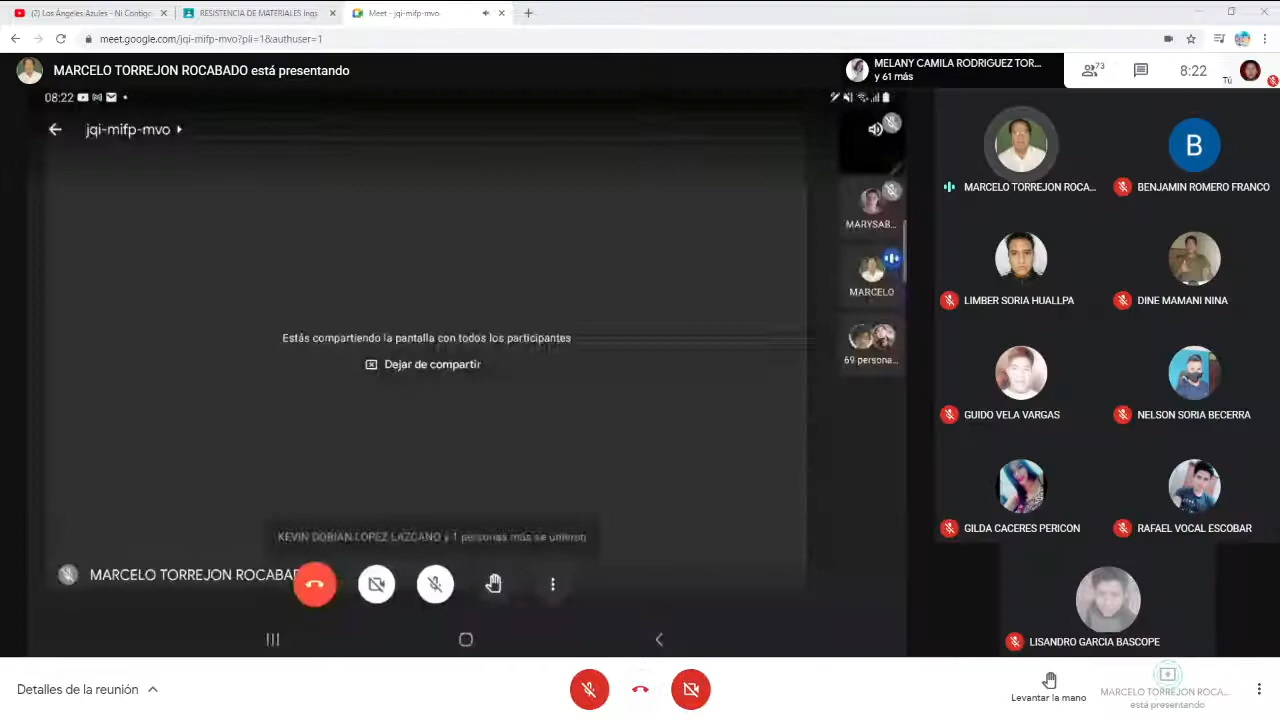 (2) Los Ángeles Azules - Ni Contigo
RESISTENCIA DE MATERIALES Ings
Meet - jqi-mifp-mvo
meet.google.com/jqi-mifp-mvo?pli=1&authuser=1
MARCELO TORREJON ROCABADO está presentando
MELANY CAMILA RODRIGUEZ TOR...
y 61 más
73
8:22
Tú
08:22
jqi-mifp-mvo
MARYSAB...
MARCELO
69 persona...
Estás compartiendo la pantalla con todos los participantes
Dejar de compartir
KEVIN DORIAN LOPEZ LAZCANO y 1 personas más se unieron
MARCELO TORREJON ROCABAD
MARCELO TORREJON ROCA...
B
BENJAMIN ROMERO FRANCO
LIMBER SORIA HUALLPA
DINE MAMANI NINA
GUIDO VELA VARGAS
NELSON SORIA BECERRA
GILDA CACERES PERICON
RAFAEL VOCAL ESCOBAR
LISANDRO GARCIA BASCOPE
Detalles de la reunión
Levantar la mano
MARCELO TORREJON ROCA...
está presentando